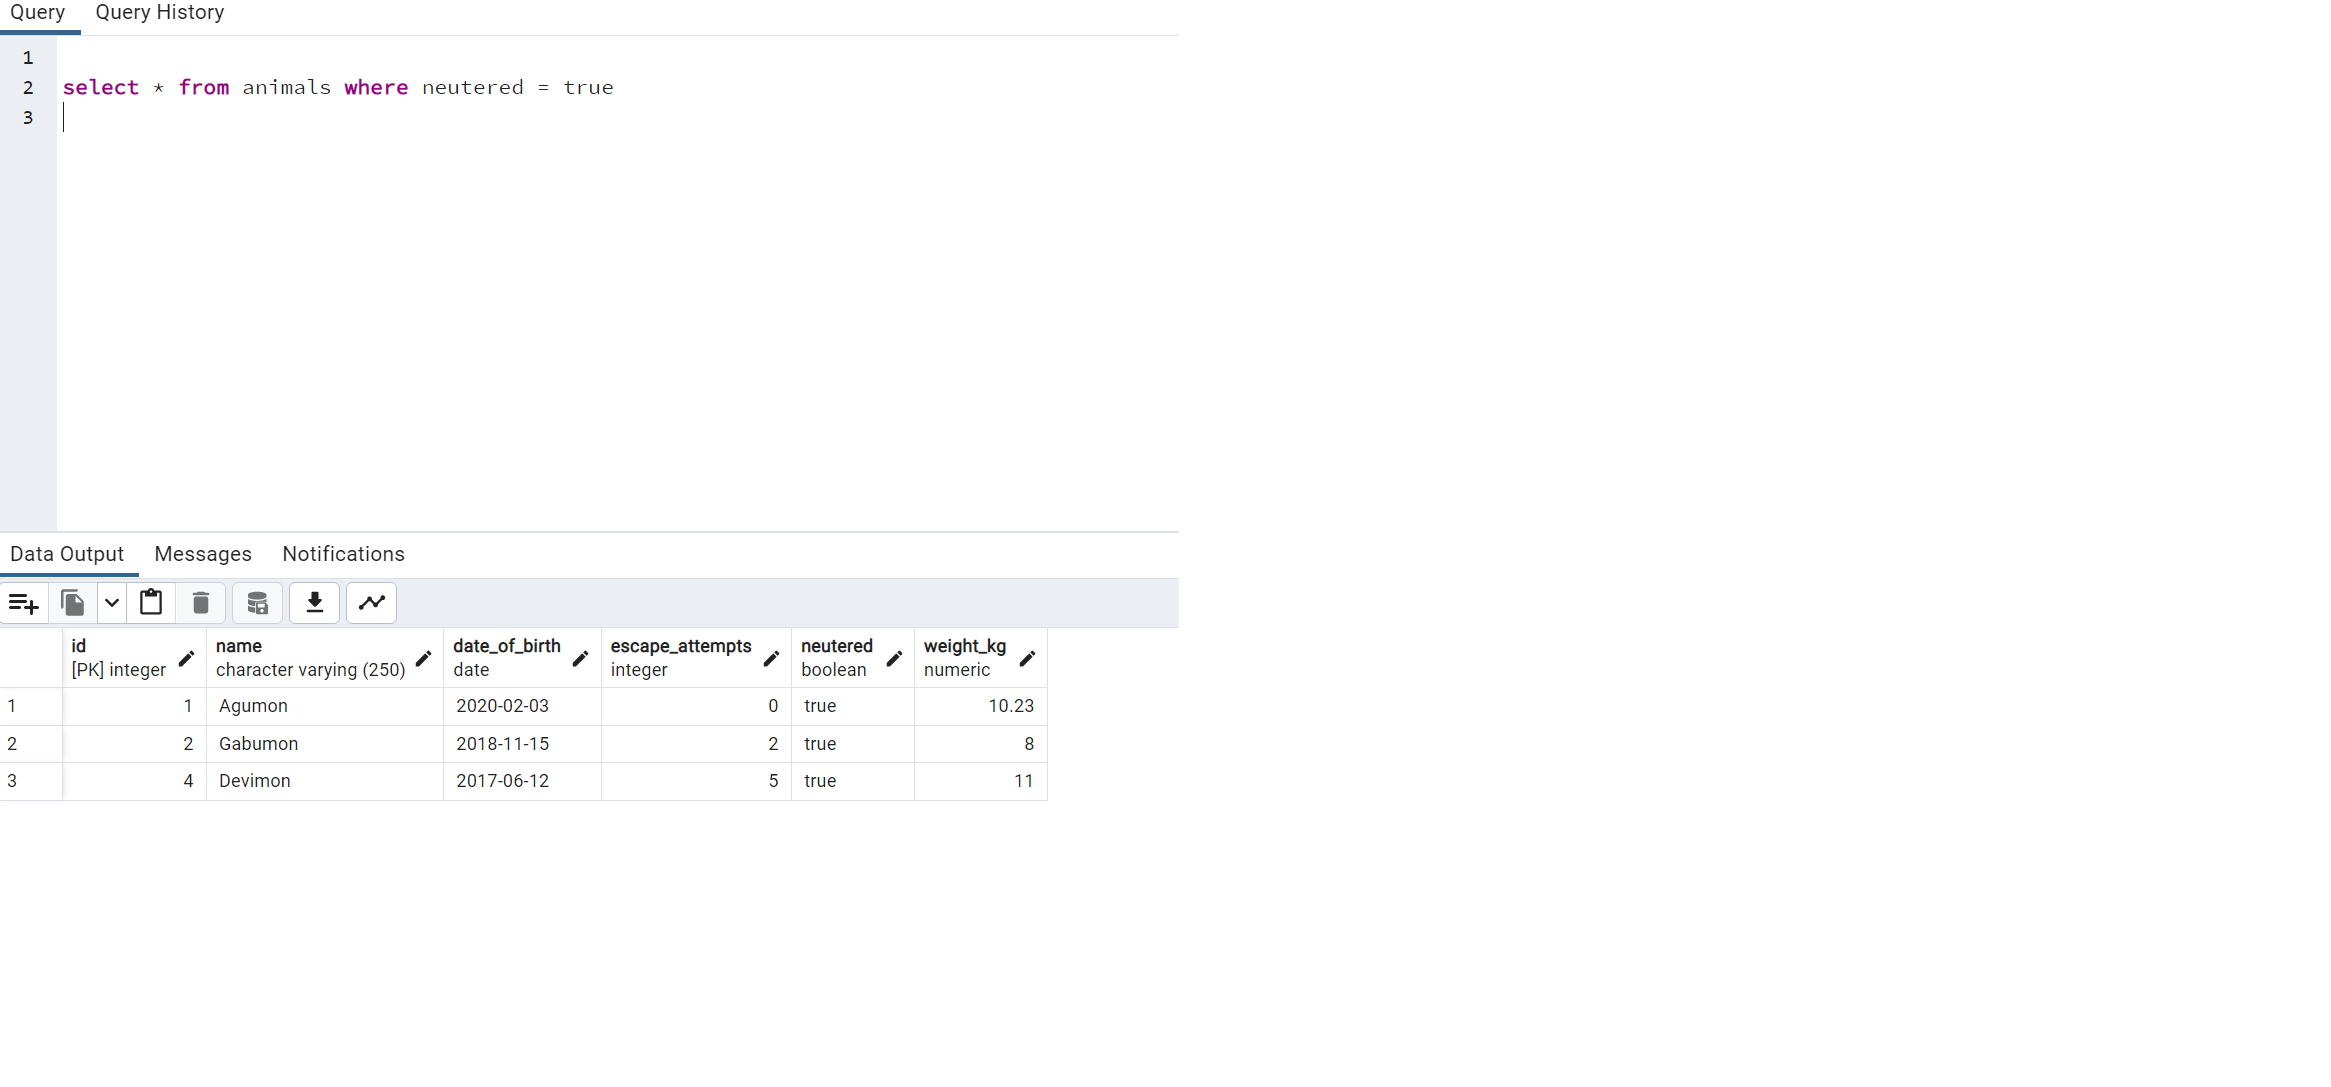 Query Query History
1
2 select * from animals where neutered = true
3
Data Output Messages Notifications
id name date_of_birth escape_attempts neutered weight_kg
[PK] integer character varying (250) date integer boolean numeric
1 1 Agumon 2020-02-03 0 true 10.23
2 2 Gabumon 2018-11-15 2 true 8
3 4 Devimon 2017-06-12 5 true 11